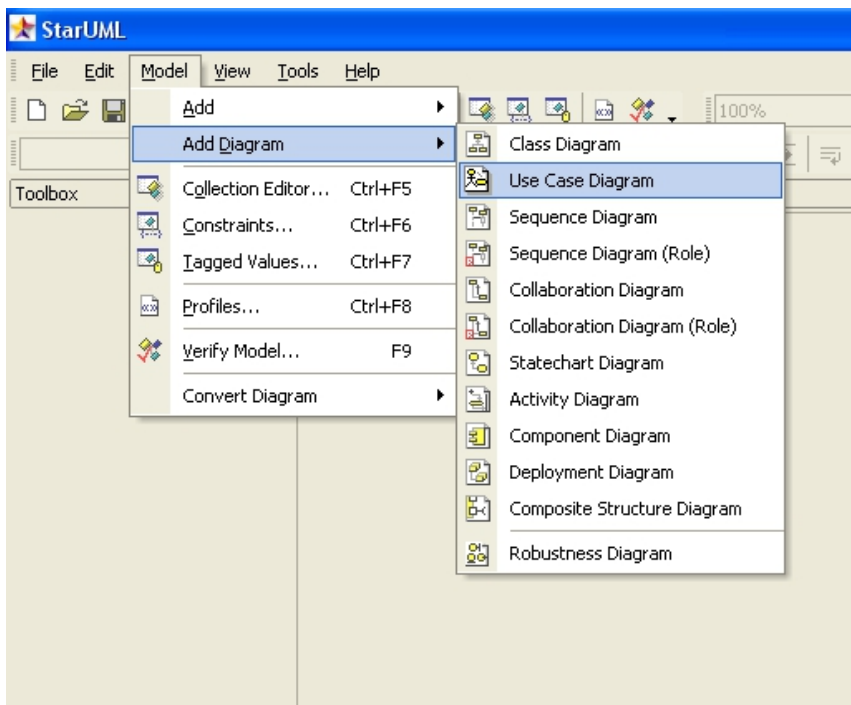 StarUML
File Edit Model View Tools Help
100%
Toolbox
Add
Add Diagram
Collection Editor... Ctrl+F5
Constraints... Ctrl+F6
Tagged Values... Ctrl+F7
Profiles... Ctrl+F8
Verify Model... F9
Convert Diagram
Class Diagram
Use Case Diagram
Sequence Diagram
Sequence Diagram (Role)
Collaboration Diagram
Collaboration Diagram (Role)
Statechart Diagram
Activity Diagram
Component Diagram
Deployment Diagram
Composite Structure Diagram
Robustness Diagram